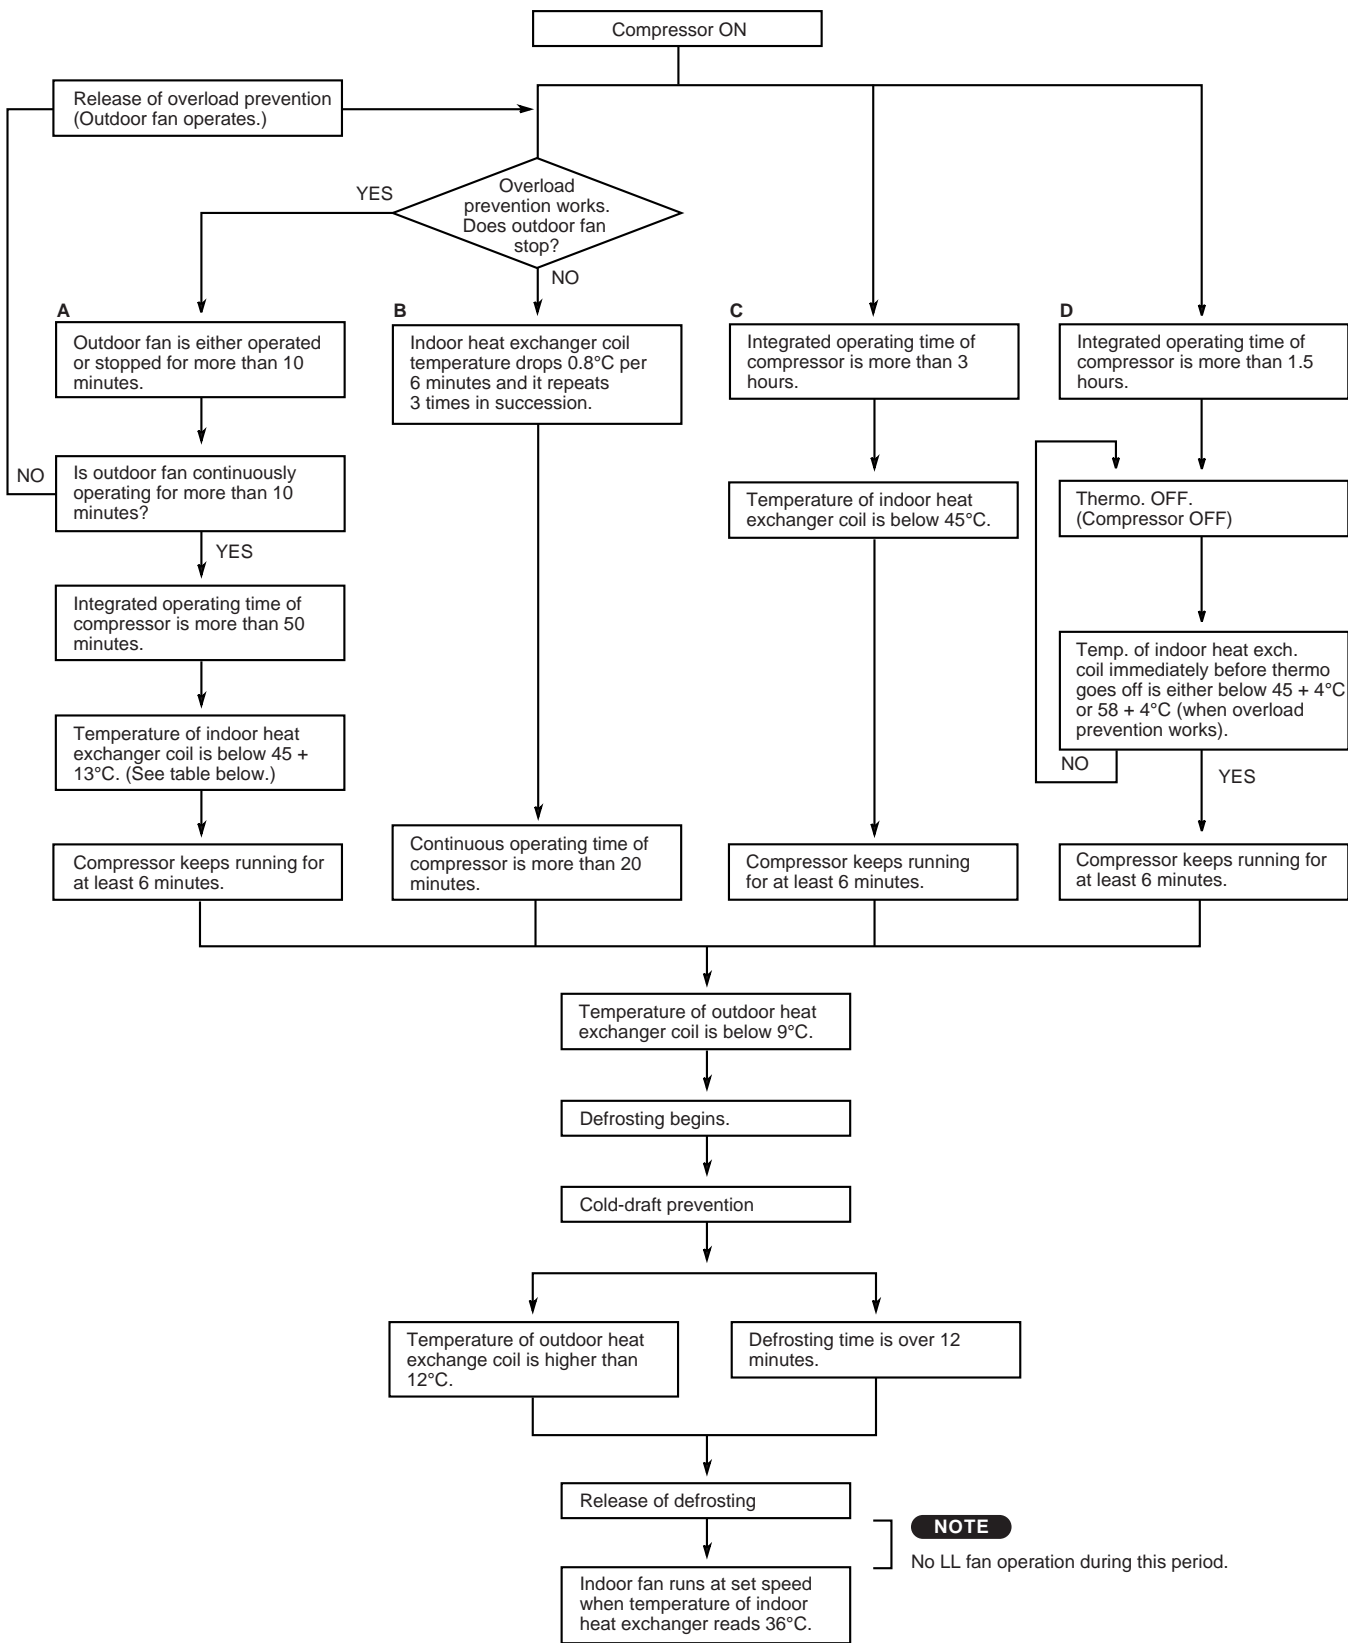 Compressor ON
Release of overload prevention
(Outdoor fan operates.)
YES
Overload
prevention works.
Does outdoor fan
stop?
NO
A
Outdoor fan is either operated
or stopped for more than 10
minutes.
B
Indoor heat exchanger coil
temperature drops 0.8°C per
6 minutes and it repeats
3 times in succession.
C
Integrated operating time of
compressor is more than 3
hours.
D
Integrated operating time of
compressor is more than 1.5
hours.
NO
Is outdoor fan continuously
operating for more than 10
minutes?
YES
Temperature of indoor heat
exchanger coil is below 45°C.
Thermo. OFF.
(Compressor OFF)
Integrated operating time of
compressor is more than 50
minutes.
Temp. of indoor heat exch.
coil immediately before thermo
goes off is either below 45 + 4°C
or 58 + 4°C (when overload
prevention works).
NO
YES
Temperature of indoor heat
exchanger coil is below 45 +
13°C. (See table below.)
Compressor keeps running for
at least 6 minutes.
Continuous operating time of
compressor is more than 20
minutes.
Compressor keeps running
for at least 6 minutes.
Compressor keeps running for
at least 6 minutes.
Temperature of outdoor heat
exchanger coil is below 9°C.
Defrosting begins.
Cold-draft prevention
Temperature of outdoor heat
exchange coil is higher than
12°C.
Defrosting time is over 12
minutes.
Release of defrosting
NOTE
No LL fan operation during this period.
Indoor fan runs at set speed
when temperature of indoor
heat exchanger reads 36°C.